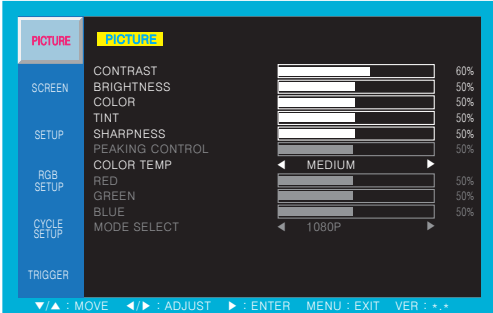 PICTURE
SCREEN
SETUP
RGB
SETUP
CYCLE
SETUP
TRIGGER
PICTURE
CONTRAST 60%
BRIGHTNESS 50%
COLOR 50%
TINT 50%
SHARPNESS 50%
PEAKING CONTROL 50%
COLOR TEMP ◀ MEDIUM ▶
RED 50%
GREEN 50%
BLUE 50%
MODE SELECT ◀ 1080P ▶
▼/▲ : MOVE ◀/▶ : ADJUST ▶ : ENTER MENU : EXIT VER : *.*